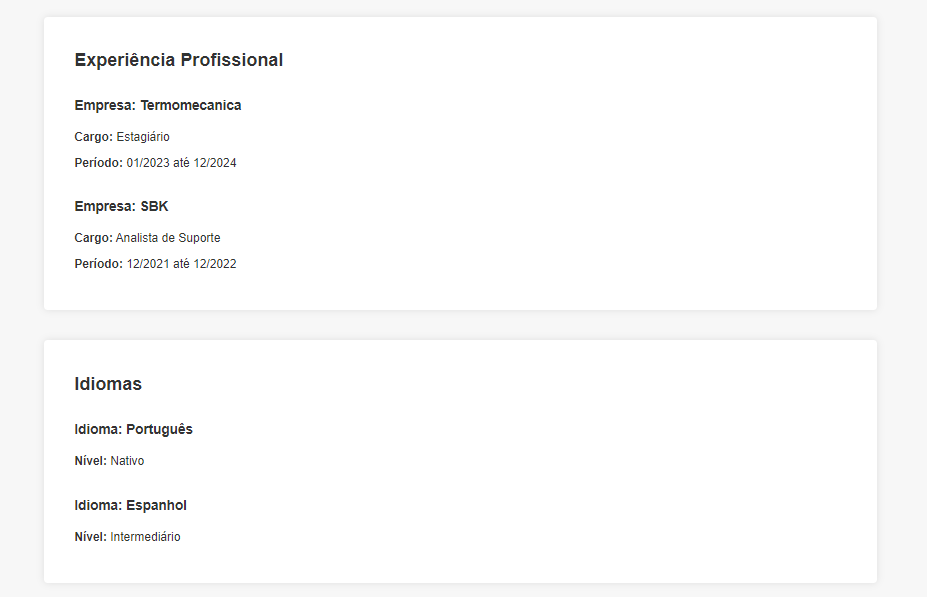 Experiência Profissional
Empresa: Termomecanica
Cargo: Estagiário
Período: 01/2023 até 12/2024
Empresa: SBK
Cargo: Analista de Suporte
Período: 12/2021 até 12/2022
Idiomas
Idioma: Português
Nível: Nativo
Idioma: Espanhol
Nível: Intermediário